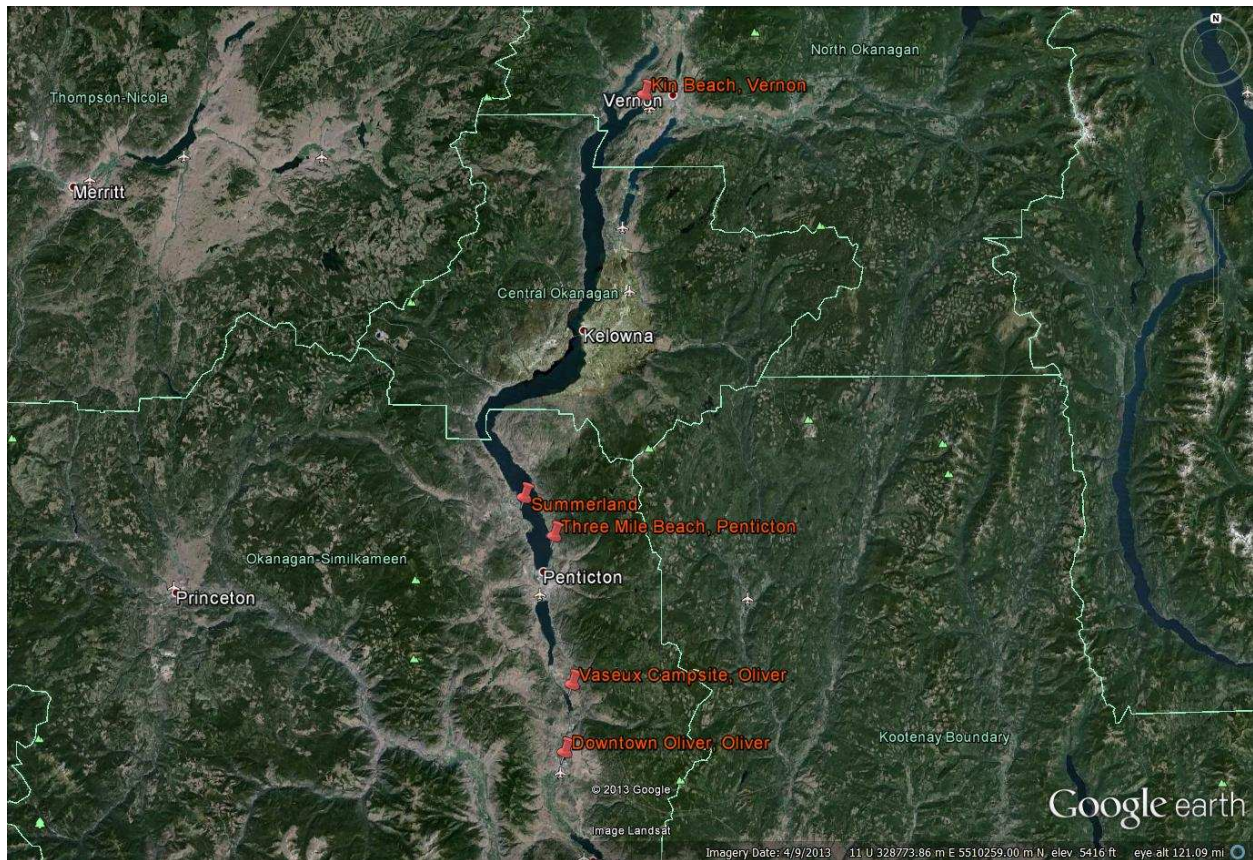 N
North Okanagan
Kin Beach, Vernon
Thompson-Nicola
Vernon
Merritt
Central Okanagan
Kelowna
Summerland
Three Mile Beach, Penticton
Okanagan-Similkameen
Penticton
Princeton
Vaseux Campsite, Oliver
Kootenay Boundary
Downtown Oliver, Oliver
© 2013 Google
Google earth
Image Landsat
Imagery Date: 4/9/2013 11 U 328773.86 m E 5510259.00 m N elev 5416 ft eye alt 121.09 mi